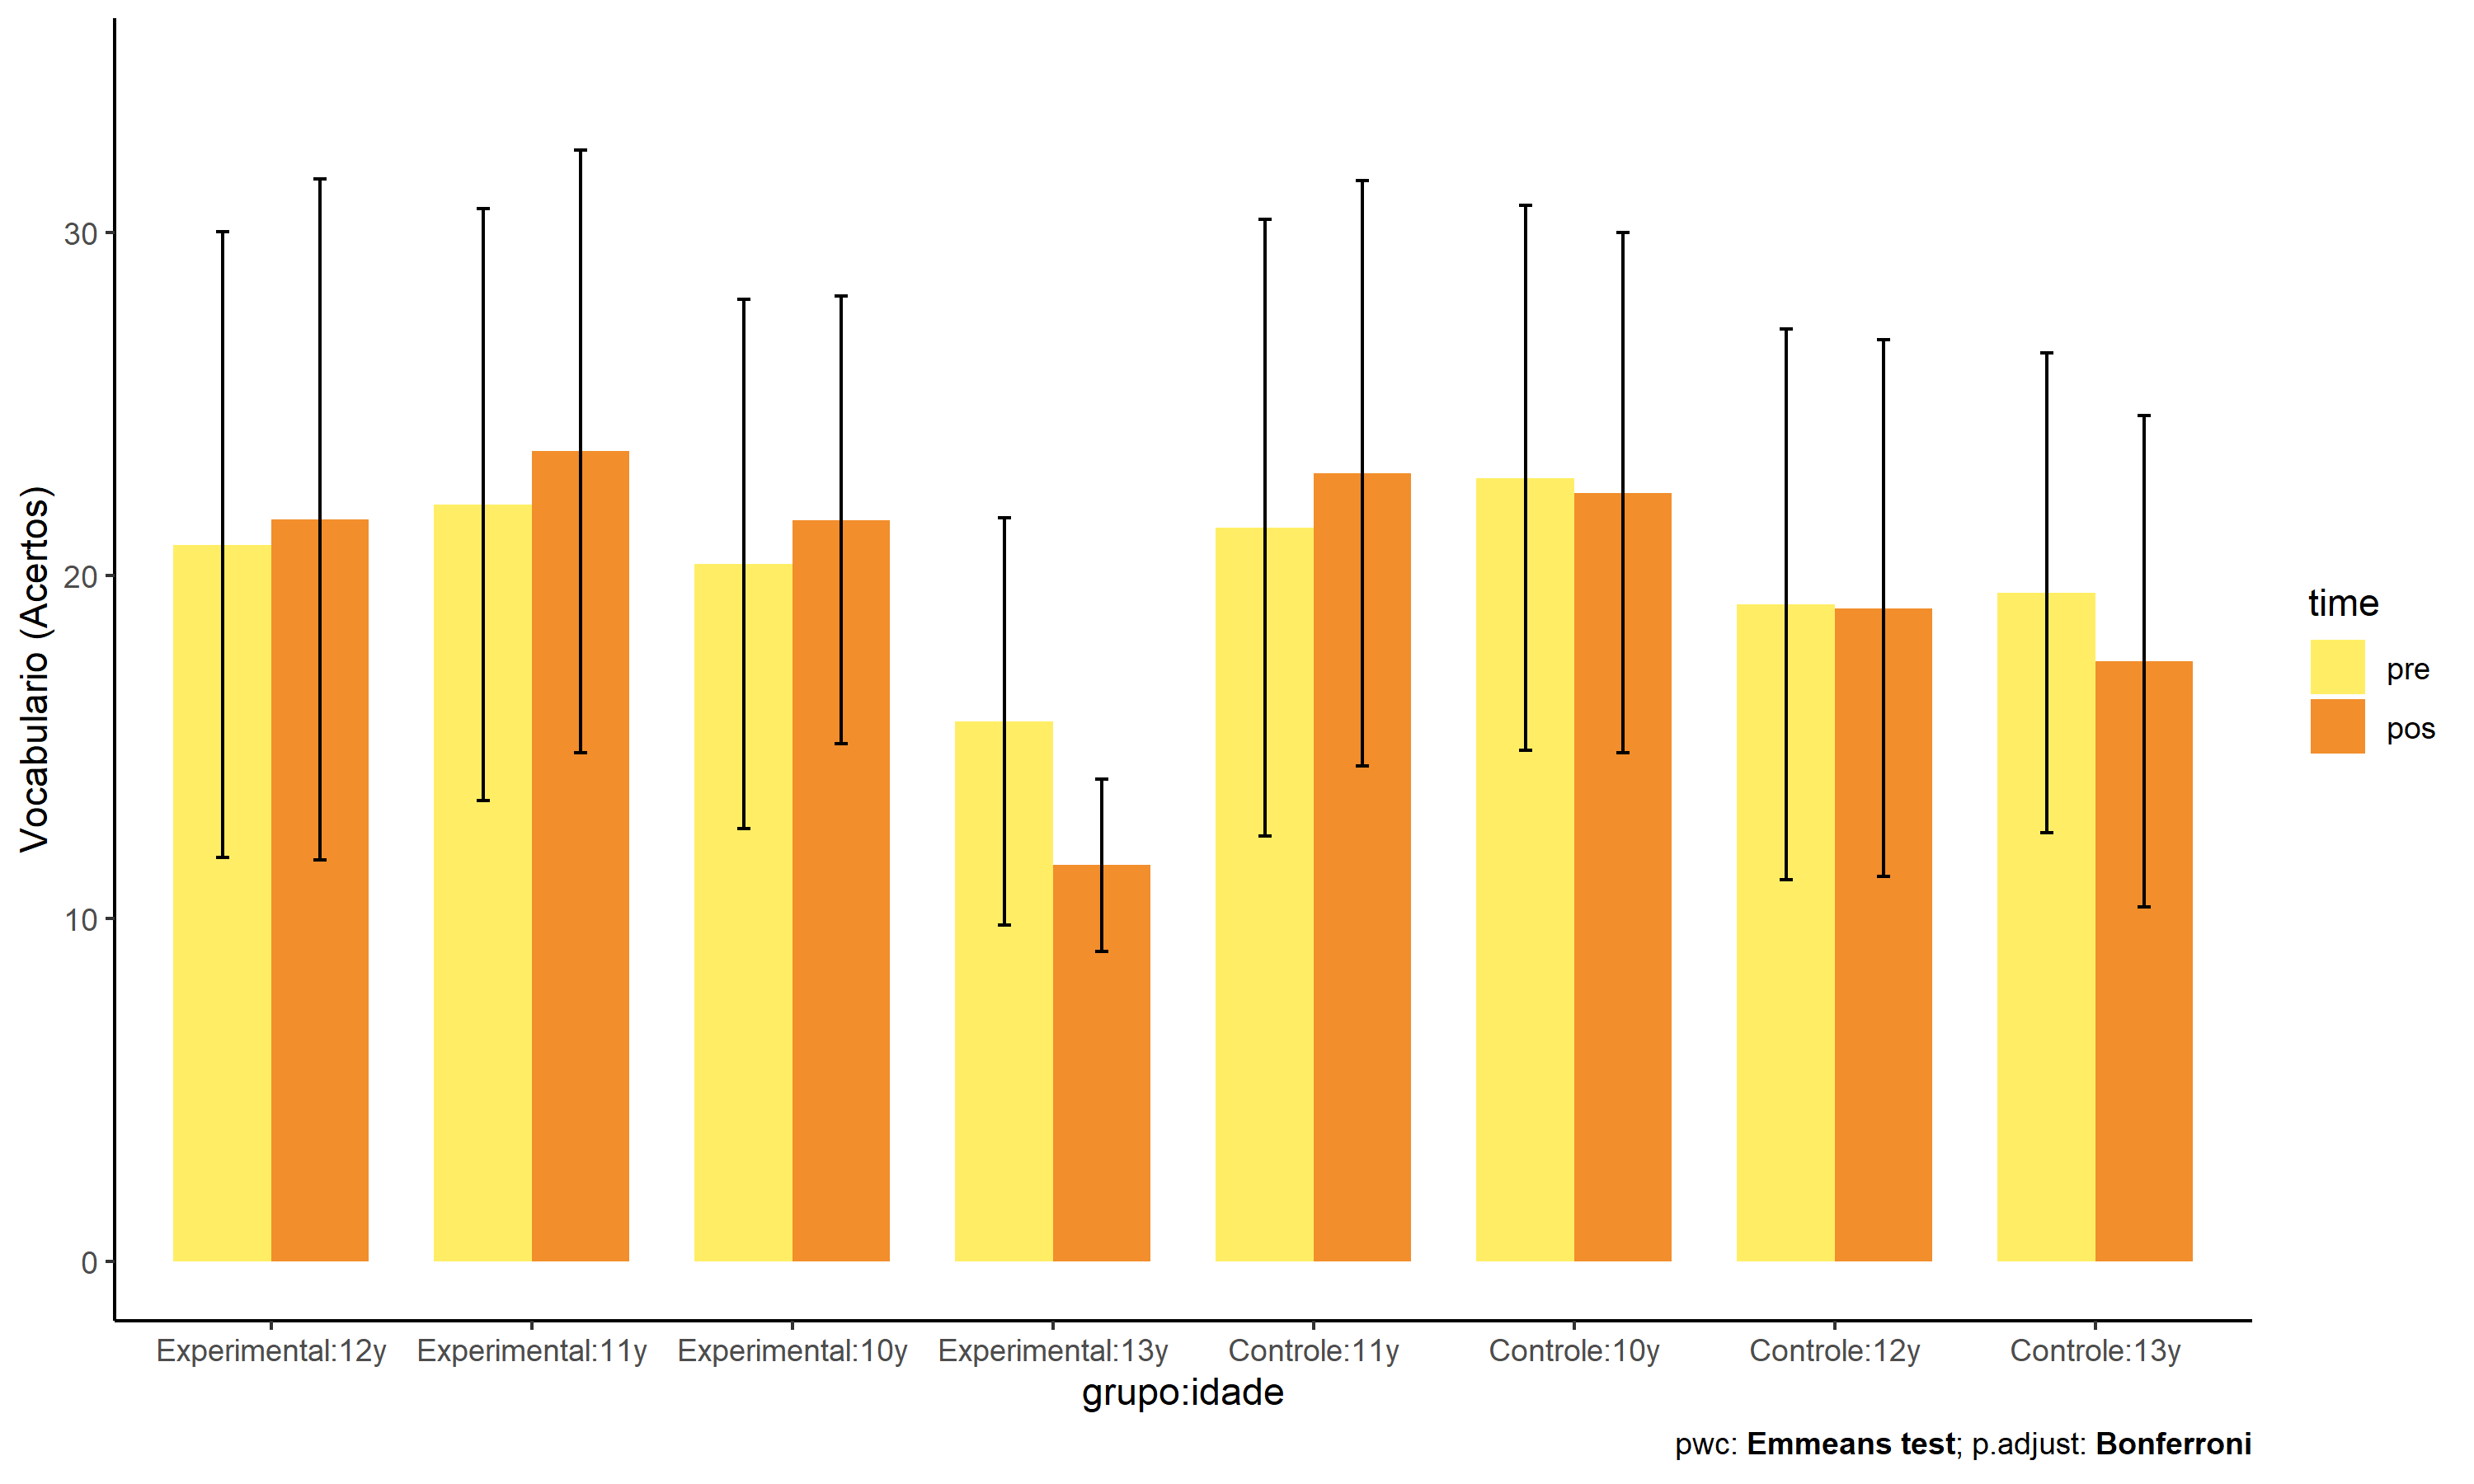 Vocabulario (Acertos)
30
20
10
0
Experimental:12y Experimental:11y Experimental:10y Experimental:13y Controle:11y Controle:10y Controle:12y Controle:13y
grupo:idade
time
pre
pos
pwc: Emmeans test; p.adjust: Bonferroni